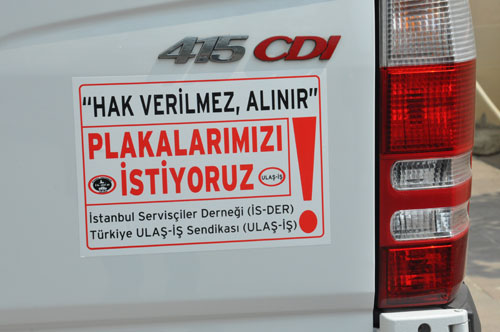 415 CDI
“HAK VERİLMEZ, ALINIR”
PLAKALARIMIZI
İSTİYORUZ
ULAŞ-İŞ
!
İstanbul Servisçiler Derneği (İS-DER)
Türkiye ULAŞ-İŞ Sendikası (ULAŞ-İŞ)